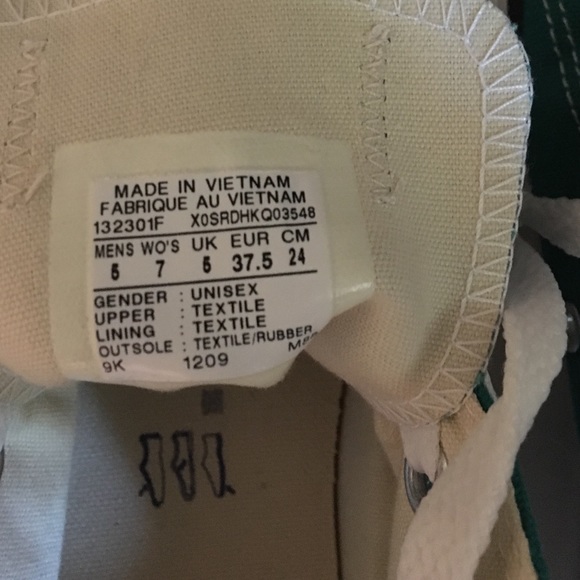 MADE IN VIETNAM
FABRIQUE AU VIETNAM
132301F X0SRDHKQ03548
MENS WO'S UK EUR CM
5 7 5 37.5 24
GENDER : UNISEX
UPPER : TEXTILE
LINING : TEXTILE
OUTSOLE : TEXTILE/RUBBER
9K 1209